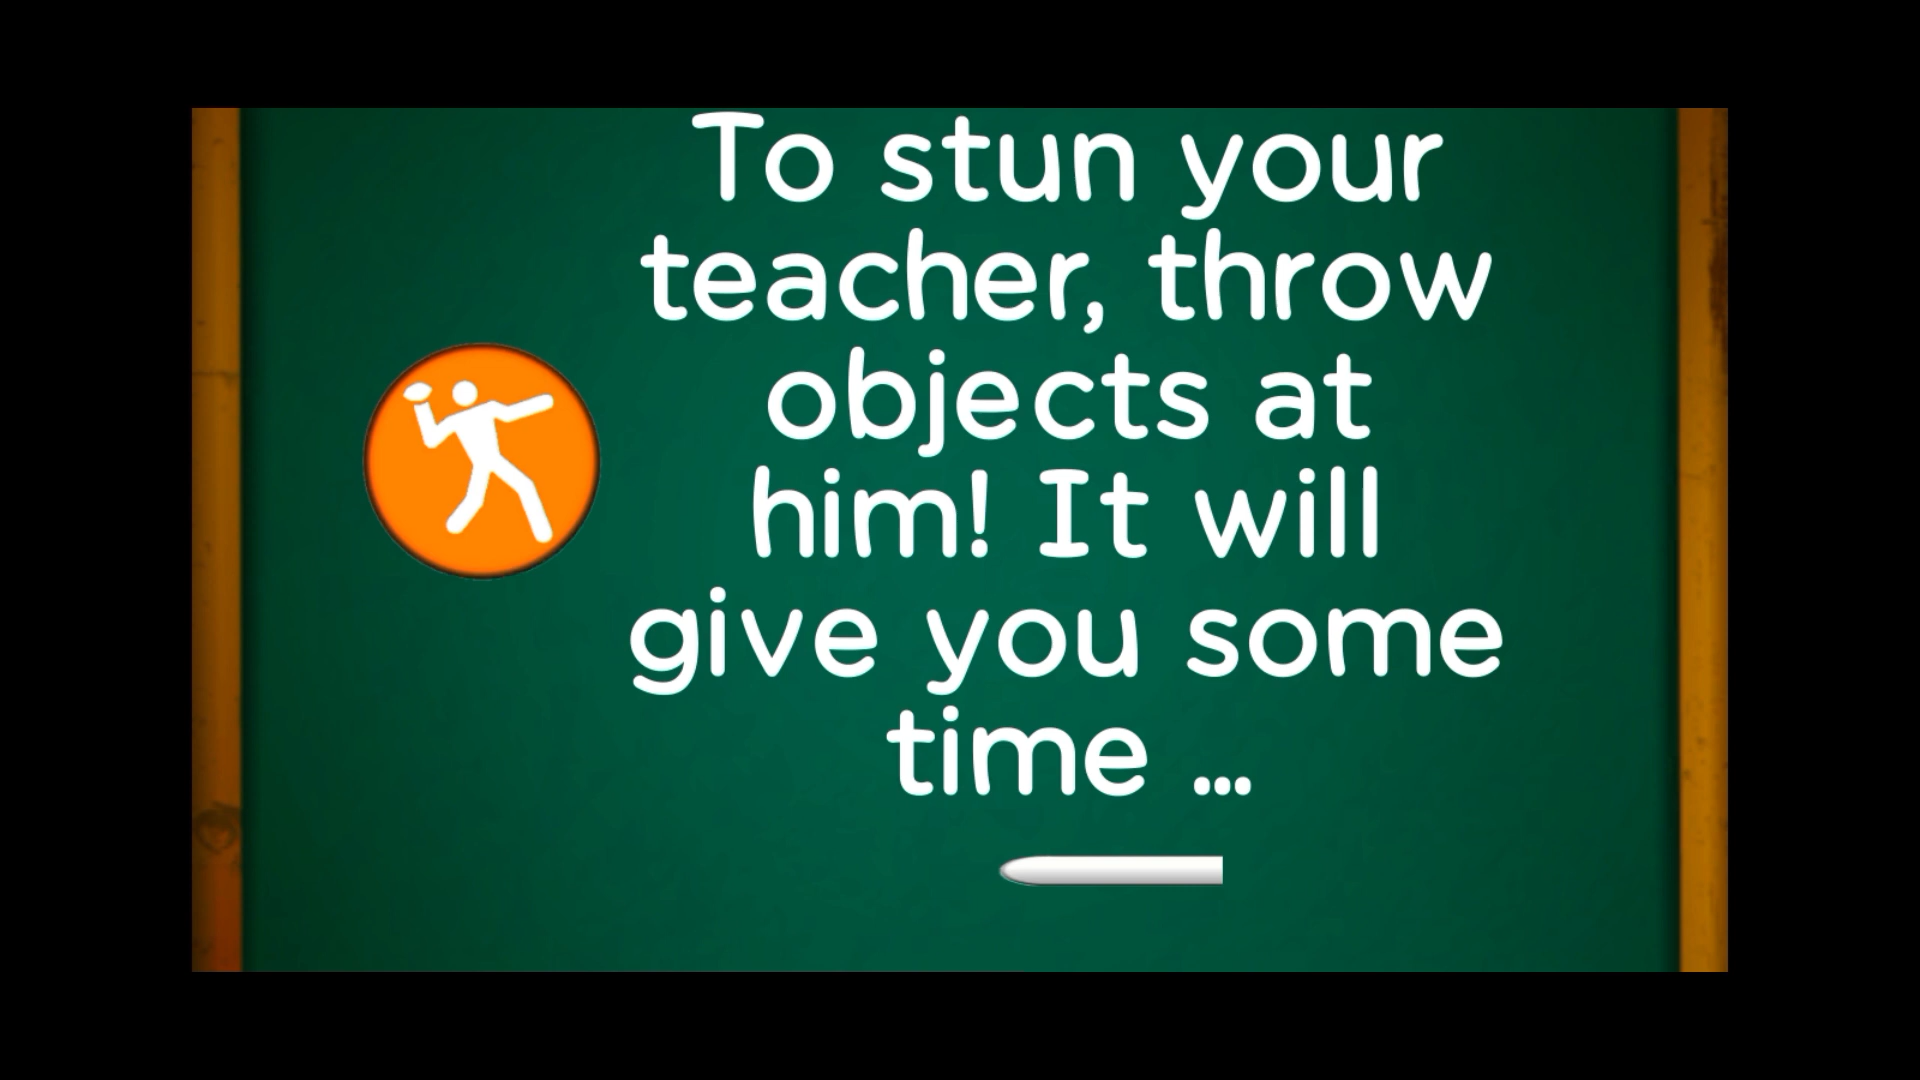 To stun your
teacher, throw
objects at
him! It will
give you some
time ...